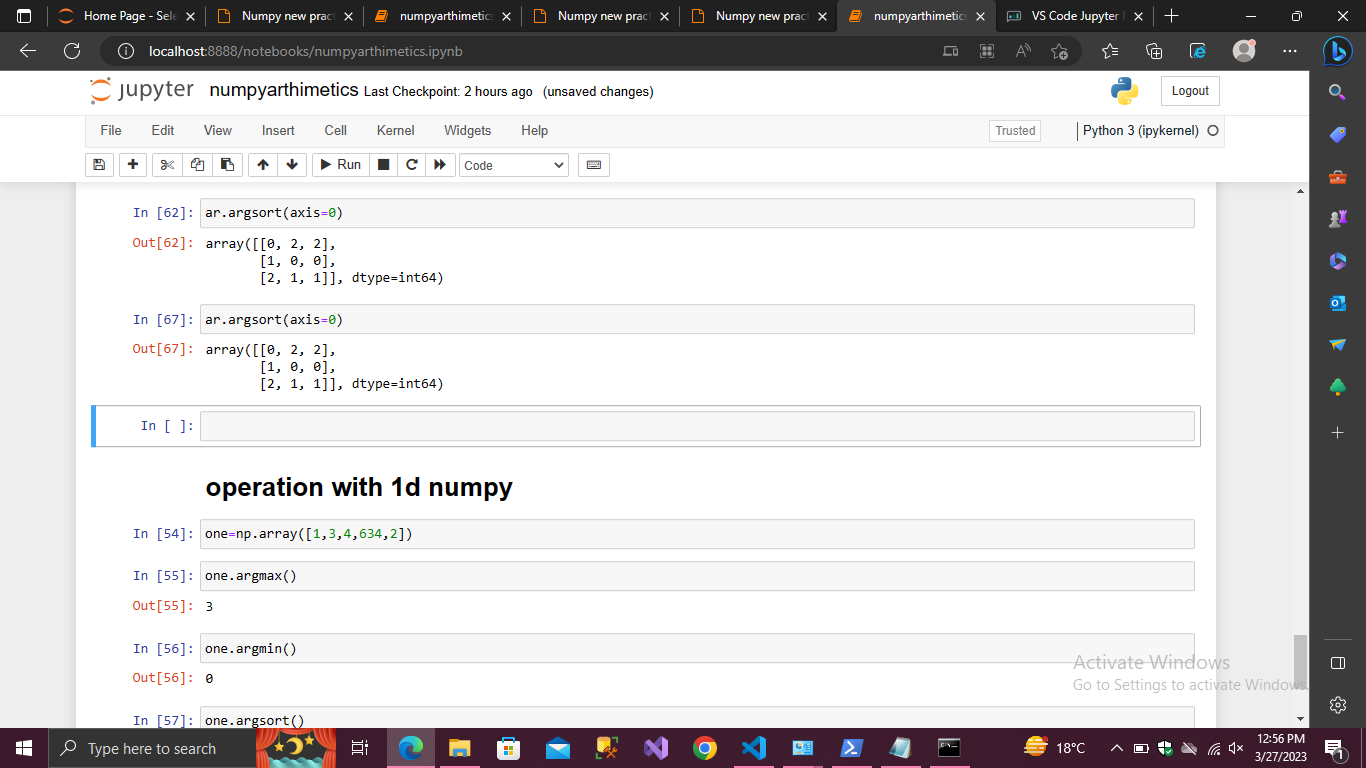 Home Page - Sele
Numpy new pract
numpyarthimetics
Numpy new pract
Numpy new pract
numpyarthimetics
VS Code Jupyter
localhost:8888/notebooks/numpyarthimetics.ipynb
jupyter numpyarthimetics Last Checkpoint: 2 hours ago (unsaved changes)
Logout
File Edit View Insert Cell Kernel Widgets Help
Trusted
Python 3 (ipykernel)
Run
Code
In [62]: ar.argsort(axis=0)
Out[62]: array([[0, 2, 2],
[1, 0, 0],
[2, 1, 1]], dtype=int64)
In [67]: ar.argsort(axis=0)
Out[67]: array([[0, 2, 2],
[1, 0, 0],
[2, 1, 1]], dtype=int64)
In [ ]:
operation with 1d numpy
In [54]: one=np.array([1,3,4,634,2])
In [55]: one.argmax()
Out[55]: 3
In [56]: one.argmin()
Out[56]: 0
In [57]: one.argsort()
Activate Windows
Go to Settings to activate Windows.
Type here to search
18°C
12:56 PM
3/27/2023
1